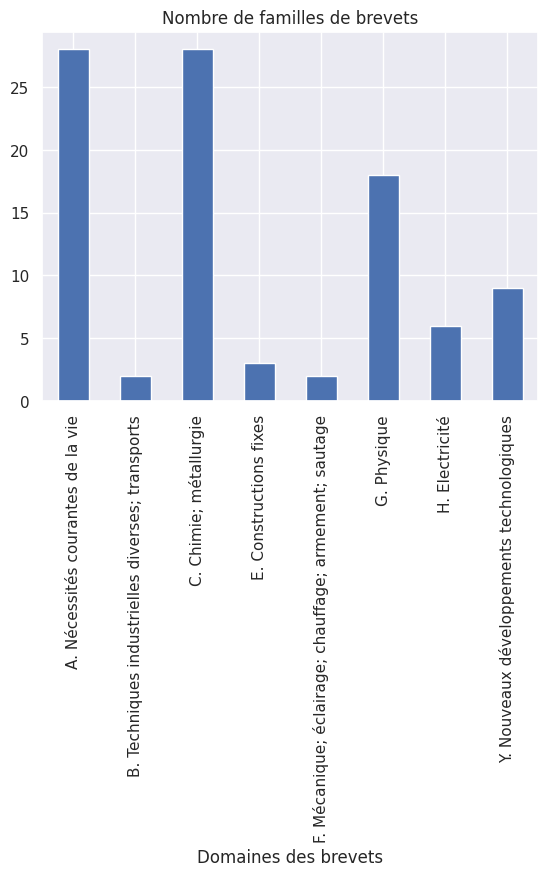 Nombre de familles de brevets
25
20
15
10
5
0
A. Nécessités courantes de la vie
B. Techniques industrielles diverses; transports
C. Chimie; métallurgie
E. Constructions fixes
F. Mécanique; éclairage; chauffage; armement; sautage
G. Physique
H. Electricité
Y. Nouveaux développements technologiques
Domaines des brevets